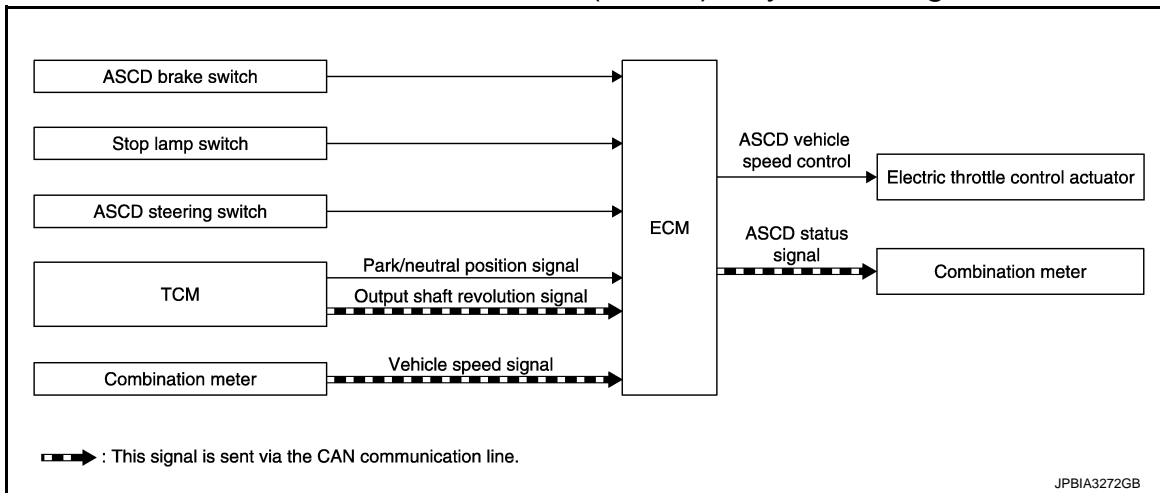 ASCD brake switch
Stop lamp switch
ASCD steering switch
TCM
Park/neutral position signal
Output shaft revolution signal
Combination meter
Vehicle speed signal
ECM
ASCD vehicle
speed control
Electric throttle control actuator
ASCD status
signal
Combination meter
: This signal is sent via the CAN communication line.
JPBIA3272GB